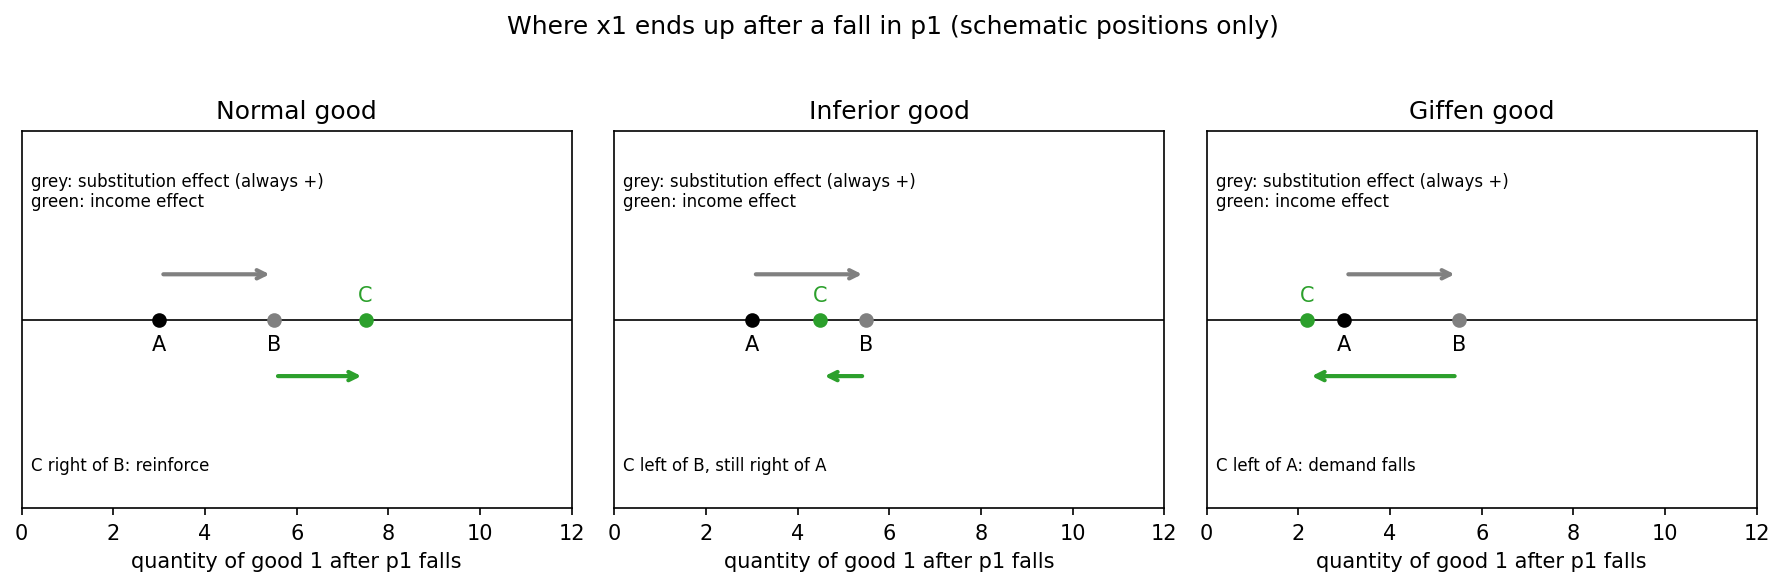 Where x1 ends up after a fall in p1 (schematic positions only)
Normal good
grey: substitution effect (always +)
green: income effect
C
A
B
C right of B: reinforce
0 2 4 6 8 10 12
quantity of good 1 after p1 falls
Inferior good
grey: substitution effect (always +)
green: income effect
C
A
B
C left of B, still right of A
0 2 4 6 8 10 12
quantity of good 1 after p1 falls
Giffen good
grey: substitution effect (always +)
green: income effect
C
A
B
C left of A: demand falls
0 2 4 6 8 10 12
quantity of good 1 after p1 falls